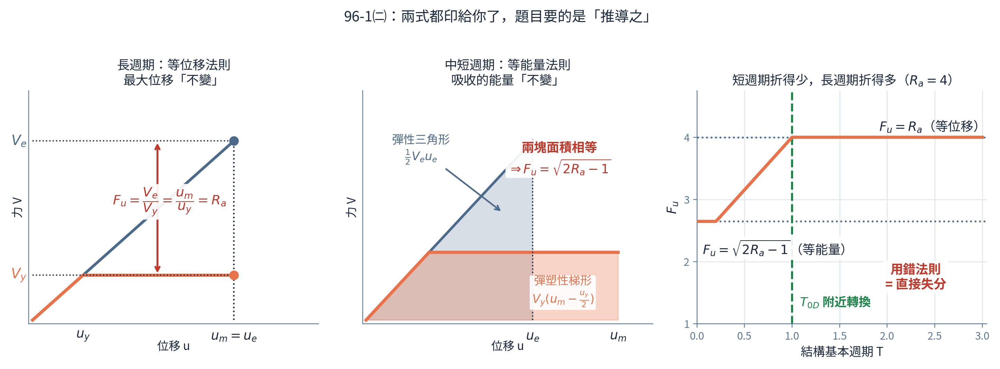 96-1㈡：兩式都印給你了，題目要的是「推導之」
長週期：等位移法則
最大位移「不變」
V_e
V_y
F_u = V_e/V_y = u_m/u_y = R_a
力 V
u_y
u_m = u_e
位移 u
中短週期：等能量法則
吸收的能量「不變」
彈性三角形
1/2 V_e u_e
兩塊面積相等
⇒ F_u = √(2R_a − 1)
彈塑性梯形
V_y(u_m − u_y/2)
力 V
u_e
u_m
位移 u
短週期折得少，長週期折得多（R_a = 4）
F_u = R_a（等位移）
F_u = √(2R_a − 1)（等能量）
用錯法則
= 直接失分
T_0D 附近轉換
F_u
4
3
2
1
0.0 0.5 1.0 1.5 2.0 2.5 3.0
結構基本週期 T